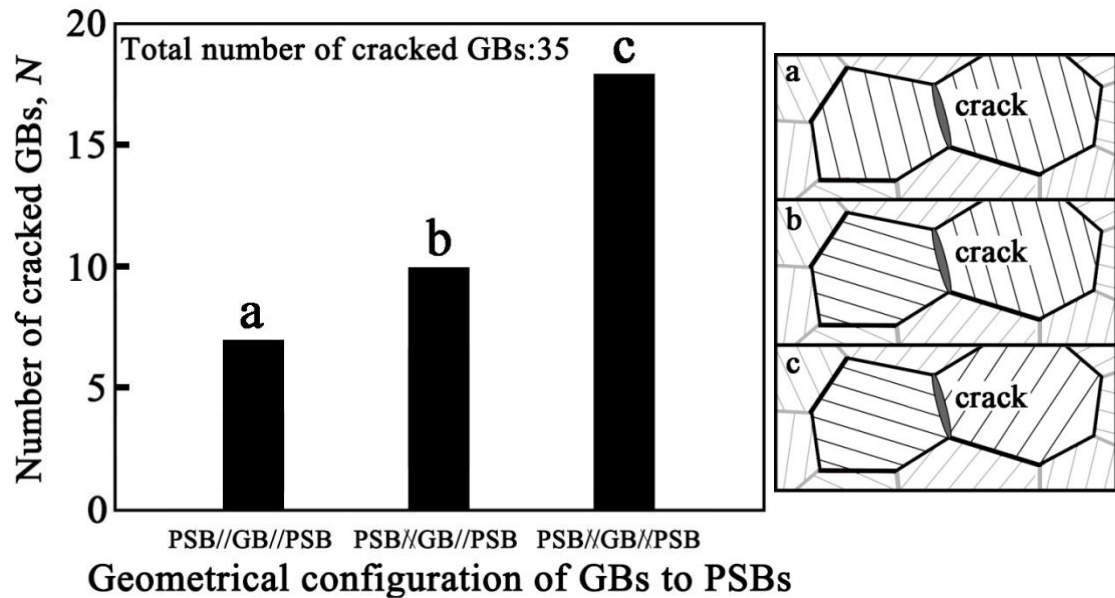 Number of cracked GBs, N
20
15
10
5
0
Total number of cracked GBs:35
a
b
c
PSB//GB//PSB
PSB∦GB//PSB
PSB∦GB∦PSB
Geometrical configuration of GBs to PSBs
a
crack
b
crack
c
crack